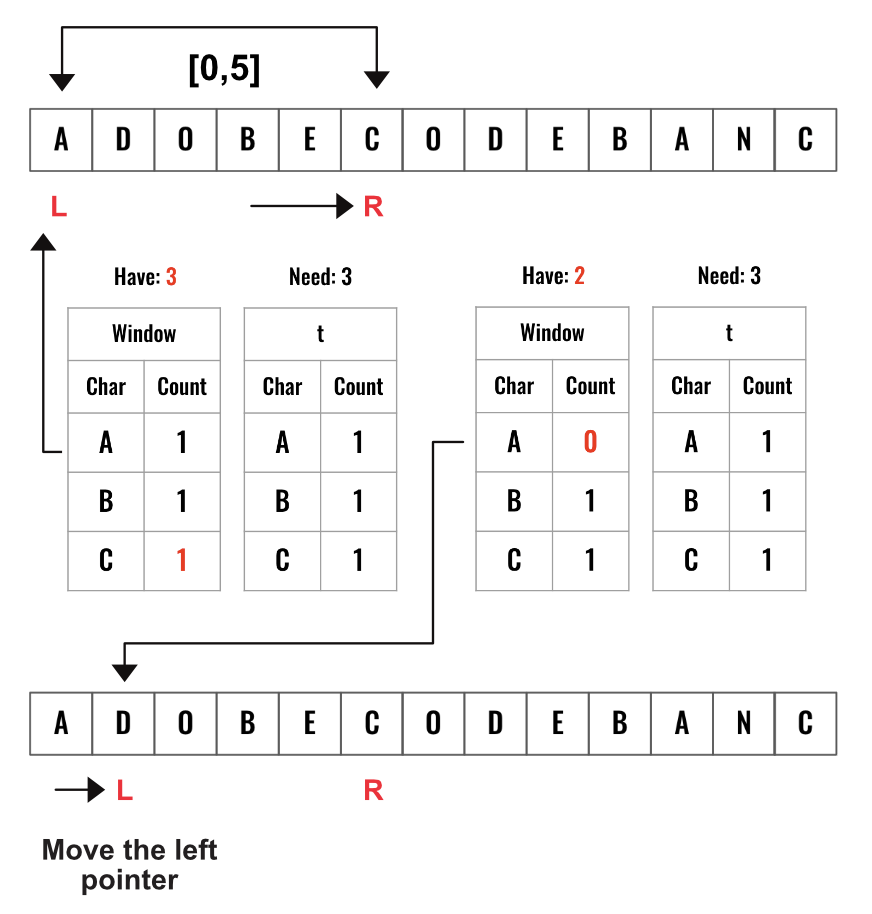 [0,5]
A D O B E C O D E B A N C
L R
Have: 3 Need: 3 Have: 2 Need: 3
Window t Window t
Char Count Char Count Char Count Char Count
A 1 A 1 A 0 A 1
B 1 B 1 B 1 B 1
C 1 C 1 C 1 C 1
A D O B E C O D E B A N C
L R
Move the left
pointer